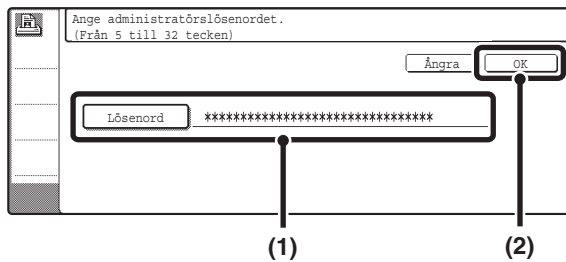 Ange administratörslösenordet.
(Från 5 till 32 tecken)
Ångra OK
Lösenord ********************************
(1) (2)